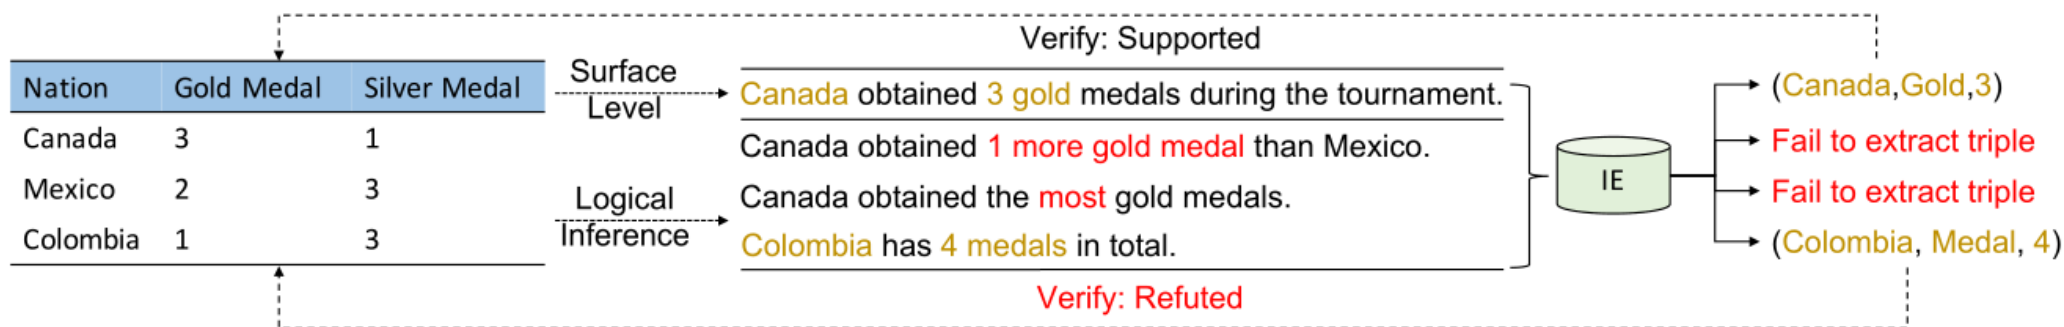 Verify: Supported
Nation Gold Medal Silver Medal
Canada 3 1
Mexico 2 3
Colombia 1 3
Surface
Level
Logical
Inference
Canada obtained 3 gold medals during the tournament.
Canada obtained 1 more gold medal than Mexico.
Canada obtained the most gold medals.
Colombia has 4 medals in total.
IE
(Canada,Gold,3)
Fail to extract triple
Fail to extract triple
(Colombia, Medal, 4)
Verify: Refuted